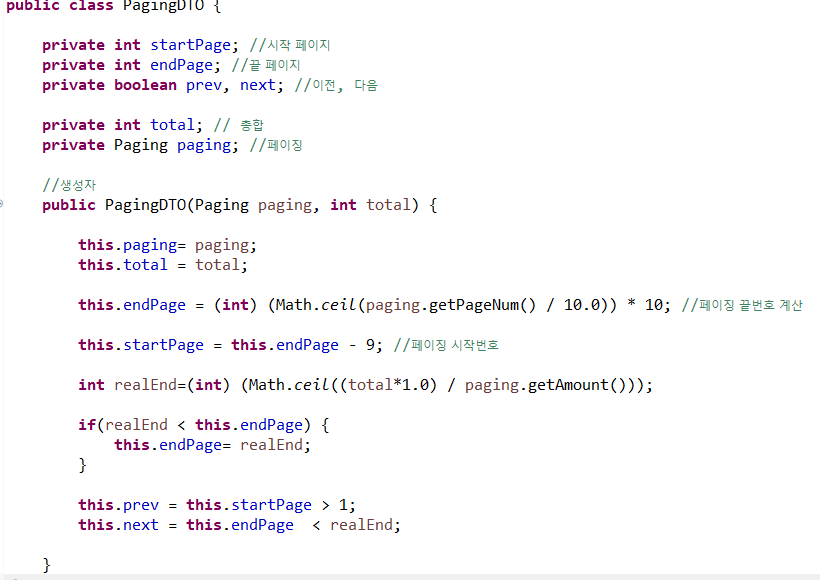 public class PagingDTO {
private int startPage; //시작 페이지
private int endPage; //끝 페이지
private boolean prev, next; //이전, 다음
private int total; // 총합
private Paging paging; //페이징
//생성자
public PagingDTO(Paging paging, int total) {
this.paging= paging;
this.total = total;
this.endPage = (int) (Math.ceil(paging.getPageNum() / 10.0)) * 10; //페이징 끝번호 계산
this.startPage = this.endPage - 9; //페이징 시작번호
int realEnd=(int) (Math.ceil((total*1.0) / paging.getAmount()));
if(realEnd < this.endPage) {
this.endPage= realEnd;
}
this.prev = this.startPage > 1;
this.next = this.endPage  < realEnd;
}